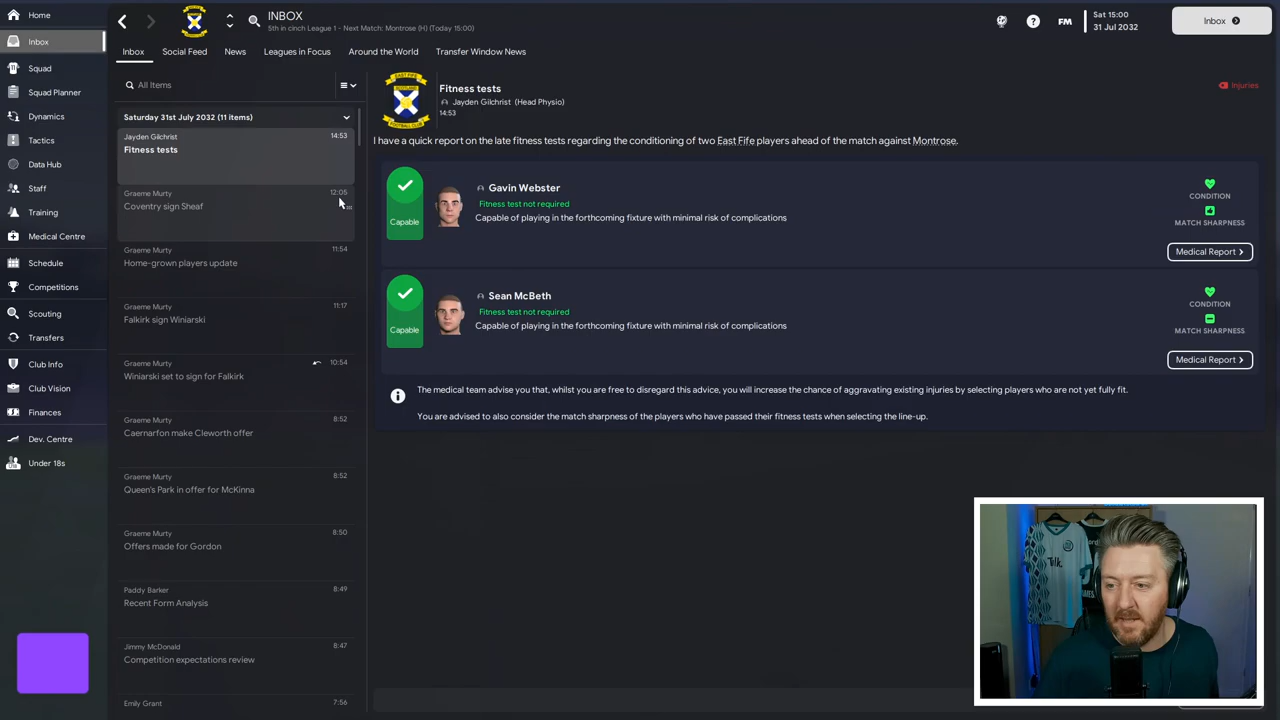 Home
Inbox
Squad
Squad Planner
Dynamics
Tactics
Data Hub
Staff
Training
Medical Centre
Schedule
Competitions
Scouting
Transfers
Club Info
Club Vision
Finances
Dev. Centre
Under 18s
INBOX
5th in cinch League 1 - Next Match: Montrose (H) (Today 15:00)
FM
Sat 15:00
31 Jul 2032
Inbox
Inbox
Social Feed
News
Leagues in Focus
Around the World
Transfer Window News
All Items
Saturday 31st July 2032 (11 items)
Jayden Gilchrist 14:53
Fitness tests
Graeme Murty 12:05
Coventry sign Sheaf
Graeme Murty 11:54
Home-grown players update
Graeme Murty 11:17
Falkirk sign Winiarski
Graeme Murty 10:54
Winiarski set to sign for Falkirk
Graeme Murty 8:52
Caernarfon make Cleworth offer
Graeme Murty 8:52
Queen's Park in offer for McKinna
Graeme Murty 8:50
Offers made for Gordon
Paddy Barker 8:49
Recent Form Analysis
Jimmy McDonald 8:47
Competition expectations review
Emily Grant 7:56
Fitness tests
Jayden Gilchrist (Head Physio)
14:53
Injuries
I have a quick report on the late fitness tests regarding the conditioning of two East Fife players ahead of the match against Montrose.
Capable
Gavin Webster
Fitness test not required
Capable of playing in the forthcoming fixture with minimal risk of complications
CONDITION
MATCH SHARPNESS
Medical Report
Capable
Sean McBeth
Fitness test not required
Capable of playing in the forthcoming fixture with minimal risk of complications
CONDITION
MATCH SHARPNESS
Medical Report
The medical team advise you that, whilst you are free to disregard this advice, you will increase the chance of aggravating existing injuries by selecting players who are not yet fully fit.
You are advised to also consider the match sharpness of the players who have passed their fitness tests when selecting the line-up.
Talk.